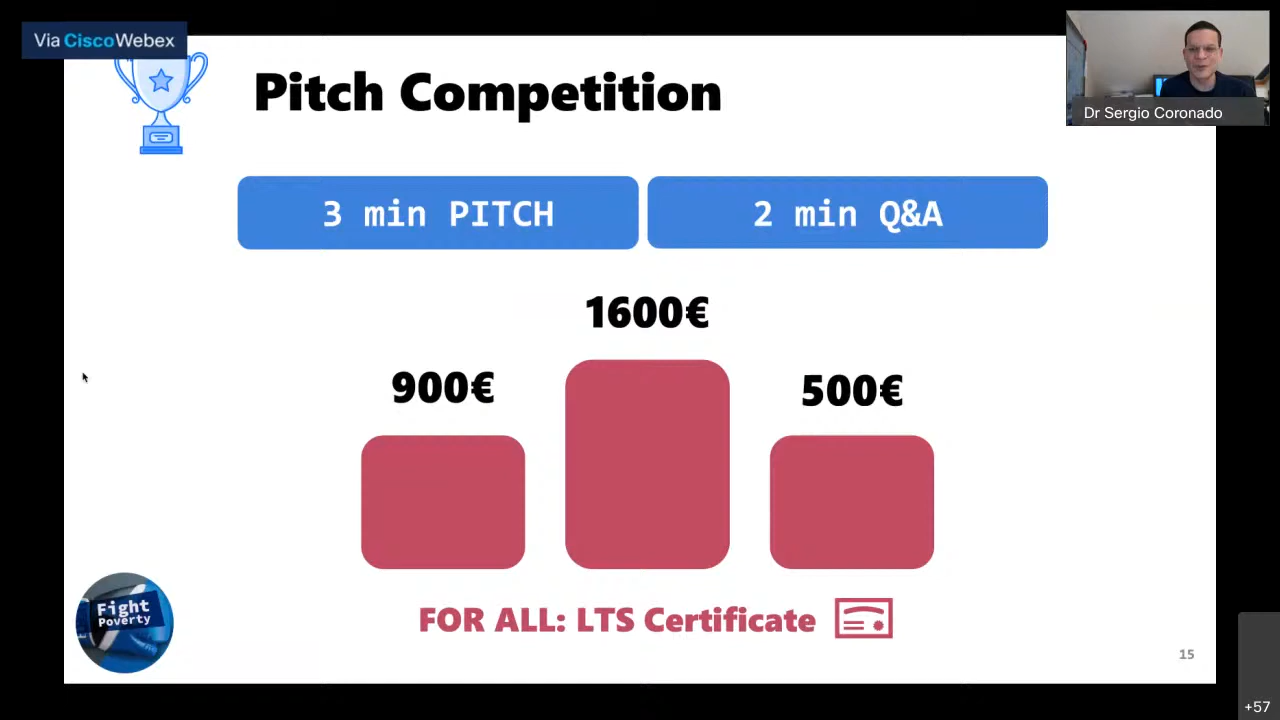 Via CiscoWebex
Pitch Competition
Dr Sergio Coronado
3 min PITCH
2 min Q&A
1600€
900€
500€
FOR ALL: LTS Certificate
Fight
Poverty
15
+57